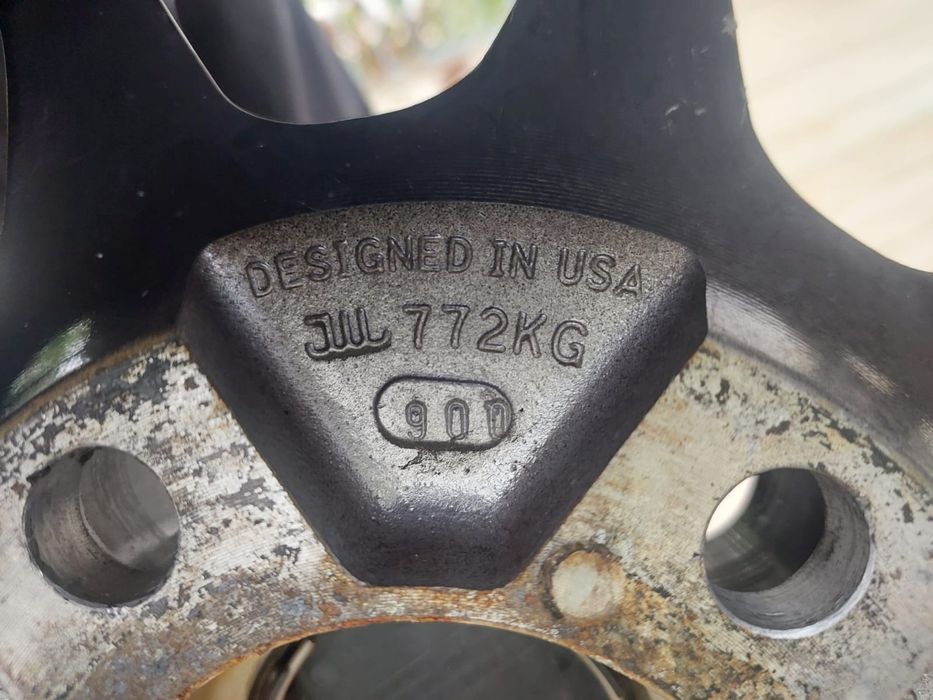 DESIGNED IN USA
JWL 772KG
900